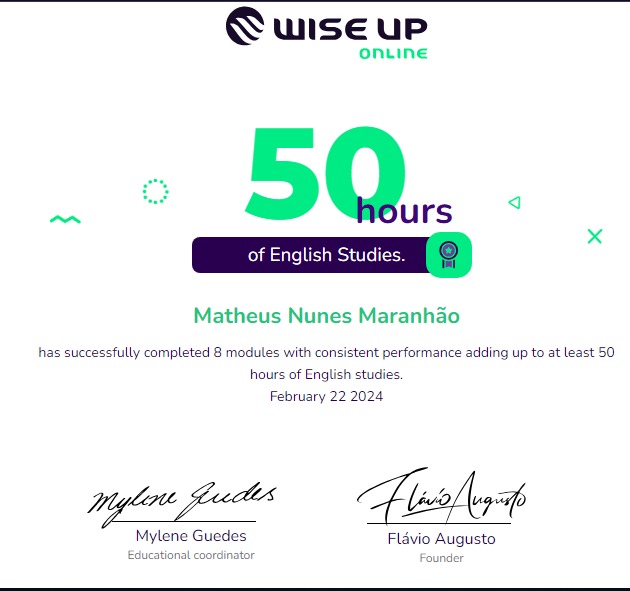 WISE UP
ONLINE
50
hours
of English Studies.
Matheus Nunes Maranhão
has successfully completed 8 modules with consistent performance adding up to at least 50
hours of English studies.
February 22 2024
Mylene Guedes
Flávio Augusto
Mylene Guedes
Flávio Augusto
Educational coordinator
Founder